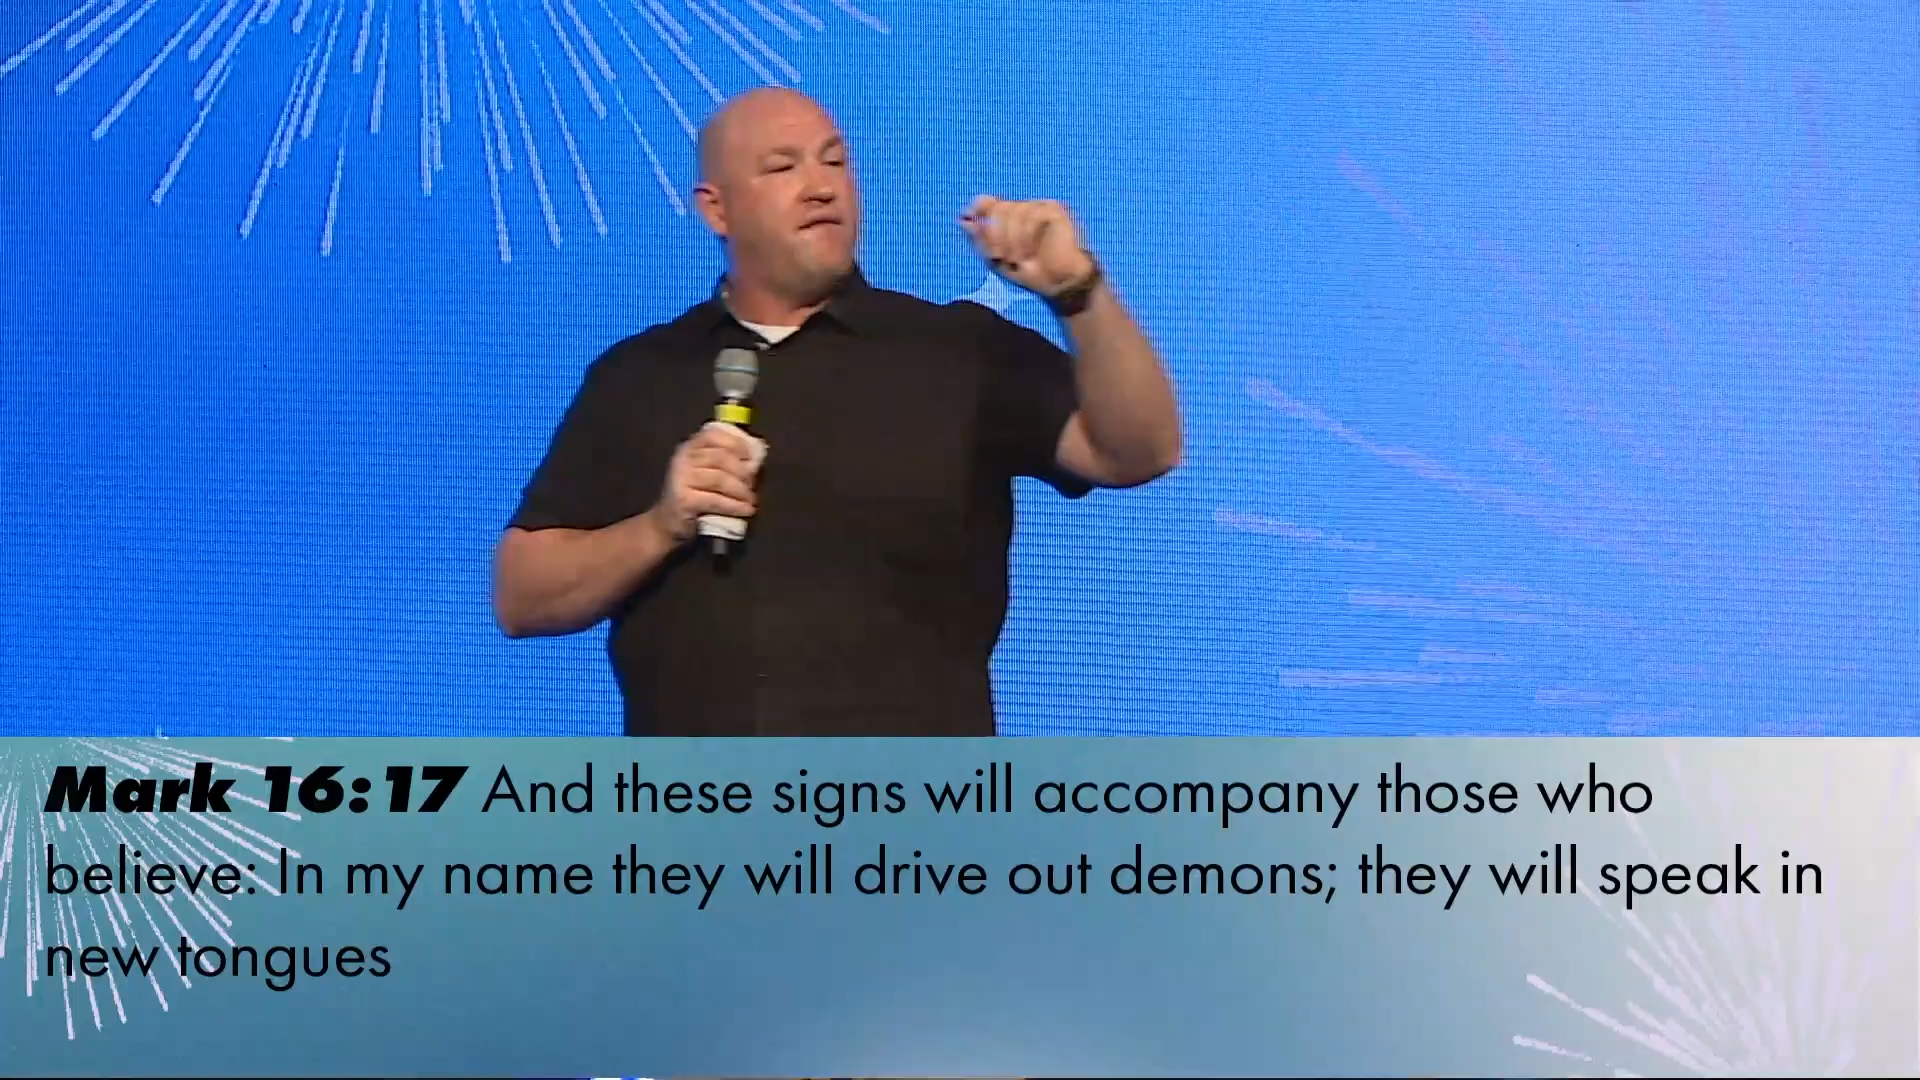 Mark 16:17 And these signs will accompany those who
believe: In my name they will drive out demons; they will speak in
new tongues